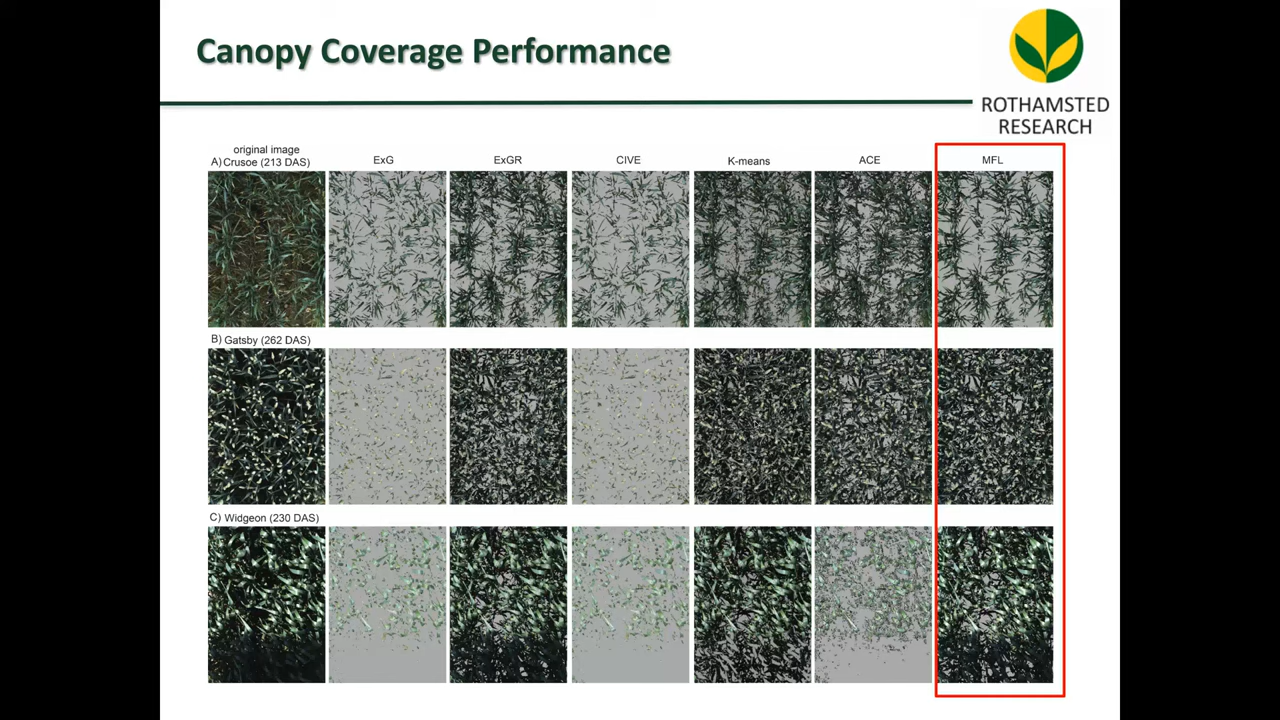 Canopy Coverage Performance
ROTHAMSTED
RESEARCH
original image
A) Crusoe (213 DAS)
ExG
ExGR
CIVE
K-means
ACE
MFL
B) Gatsby (262 DAS)
C) Widgeon (230 DAS)